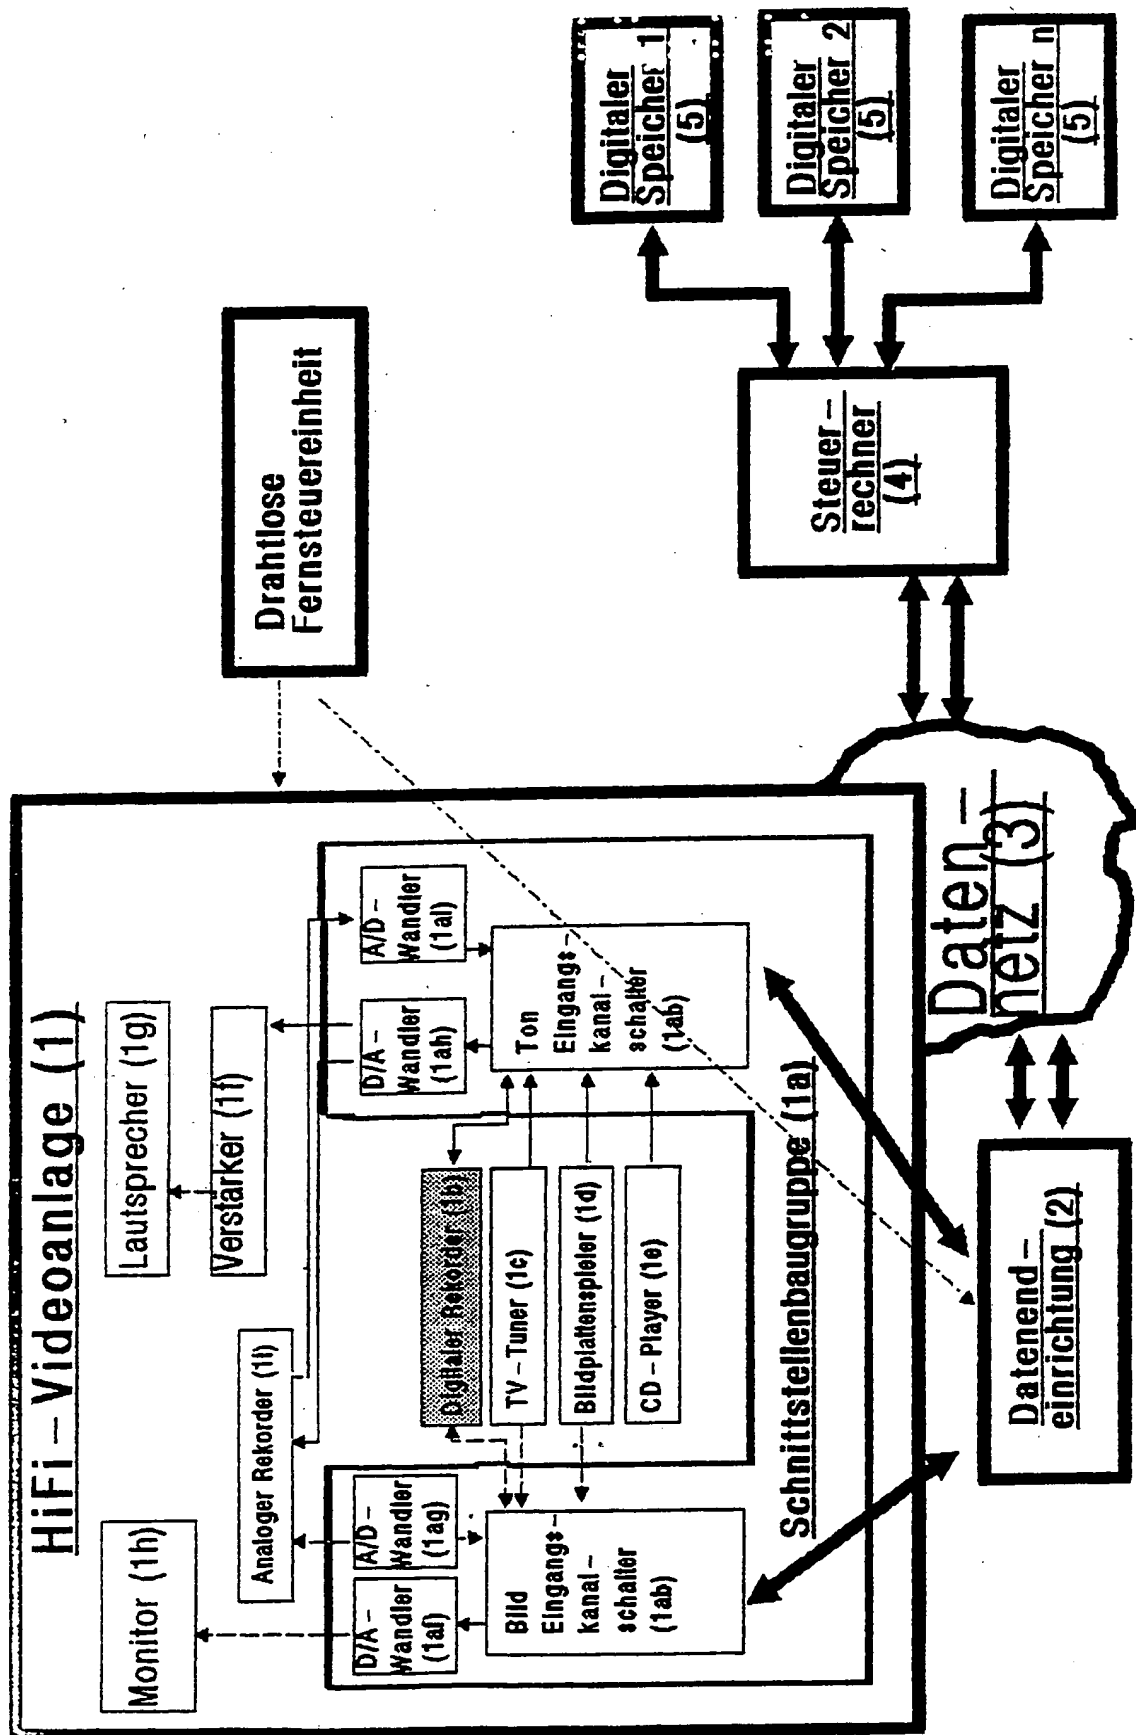 HiFi – Videoanlage (1)
Monitor (1h)
Analoger Rekorder (1i)
Lautsprecher (1g)
Verstarker (1f)
D/A –
Wandler
(1af)
A/D –
Wandler
(1ag)
D/A –
Wandler
(1ah)
A/D –
Wandler
(1ai)
Bild
Eingangs –
kanal –
schalter
(1ab)
Digitaler Rekorder (1b)
TV – Tuner (1c)
Bildplattenspieler (1d)
CD – Player (1e)
Ton
Eingangs –
kanal –
schalter
(1ab)
Schnittstellenbaugruppe (1a)
Drahtlose
Fernsteuereinheit
Datenend –
einrichtung (2)
Daten –
netz (3)
Steuer –
rechner
(4)
Digitaler
Speicher 1
(5)
Digitaler
Speicher 2
(5)
Digitaler
Speicher n
(5)